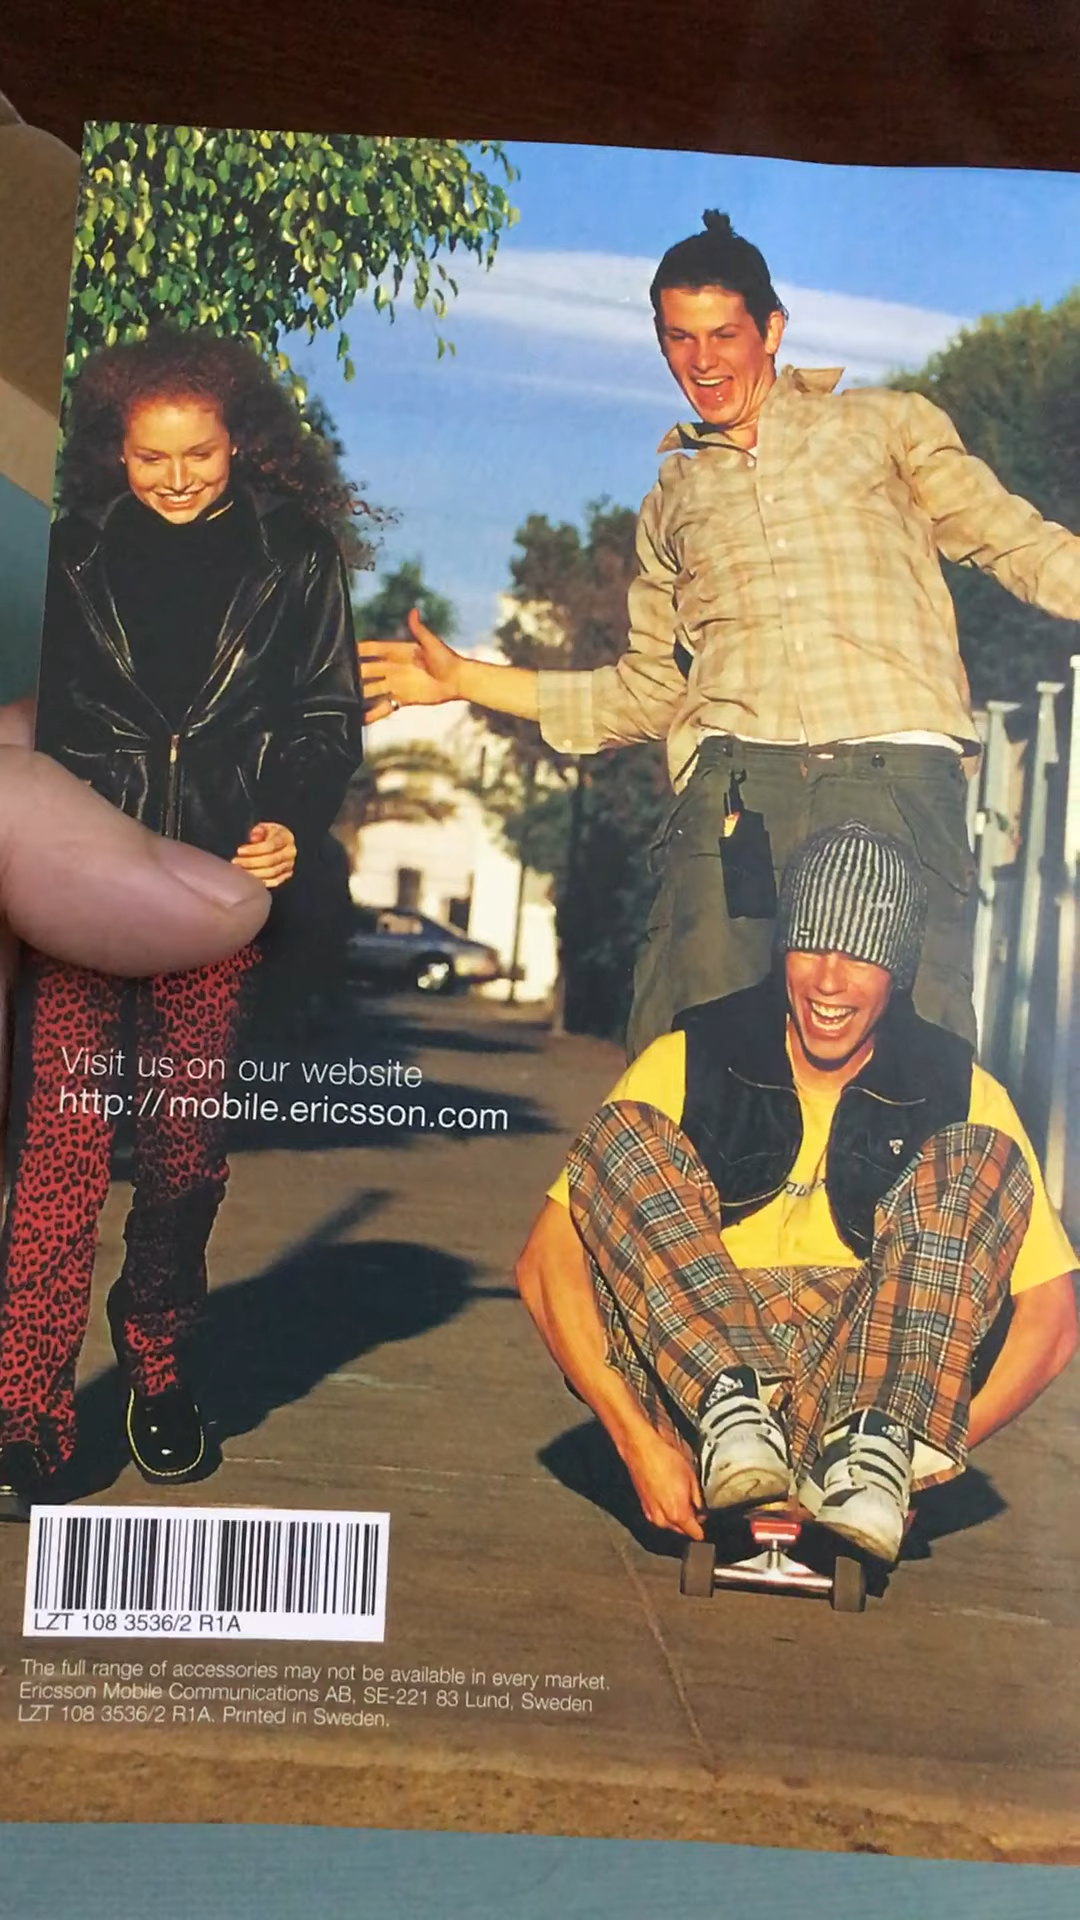 Visit us on our website
http://mobile.ericsson.com
LZT 108 3536/2 R1A
The full range of accessories may not be available in every market.
Ericsson Mobile Communications AB, SE-221 83 Lund, Sweden
LZT 108 3536/2 R1A. Printed in Sweden.